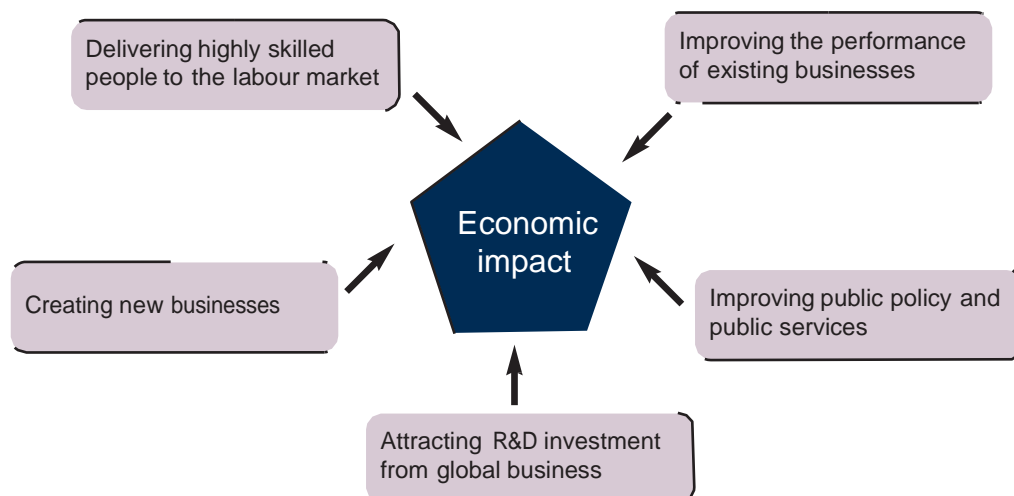 Delivering highly skilled
people to the labour market
Improving the performance
of existing businesses
Economic
impact
Creating new businesses
Improving public policy and
public services
Attracting R&D investment
from global business